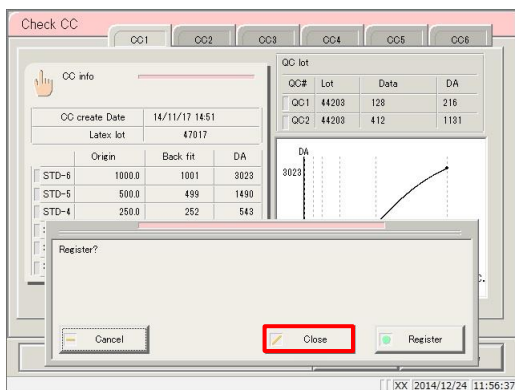 Check CC
CC1 CC2 CC3 CC4 CC5 CC6
CC info
CC create Date 14/11/17 14:51
Latex lot 47017
Origin Back fit DA
STD-6 1000.0 1001 3023
STD-5 500.0 499 1490
STD-4 250.0 252 543
QC lot
QC# Lot Data DA
QC1 44203 128 216
QC2 44203 412 1131
DA
3023
Register?
Cancel Close Register
XX 2014/12/24 11:56:37